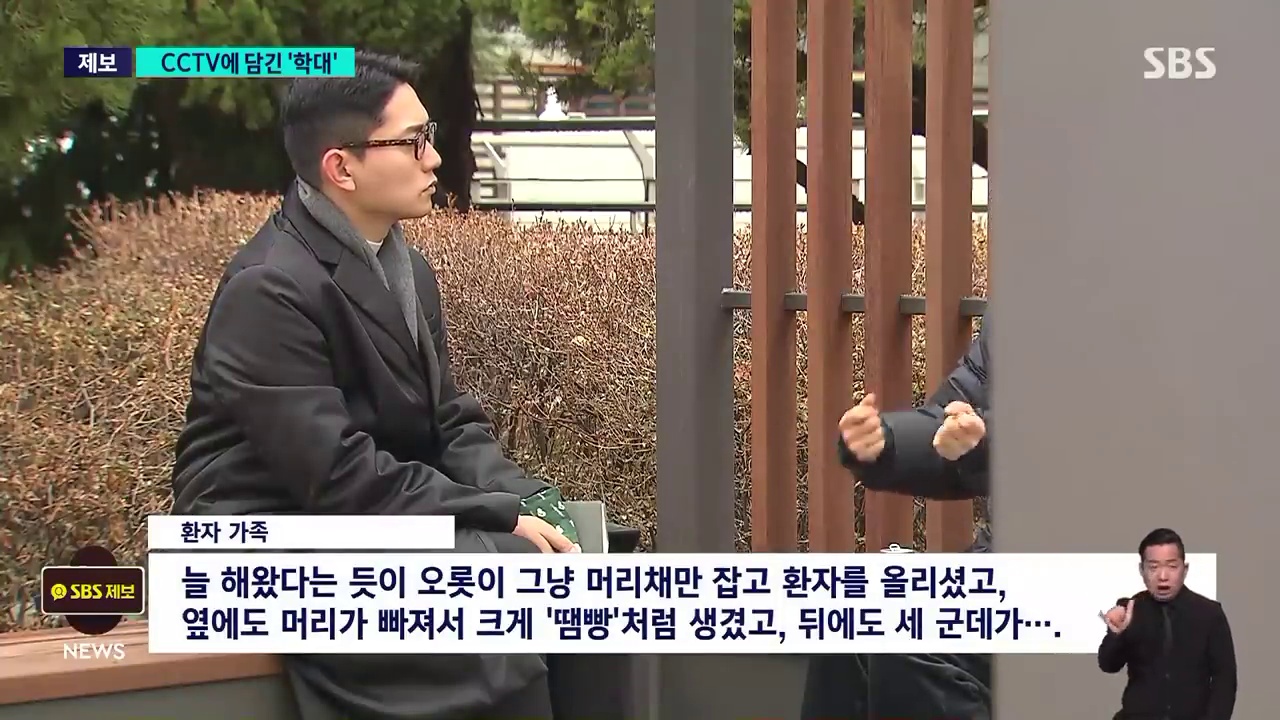 제보 CCTV에 담긴 '학대'
SBS
환자 가족
늘 해왔다는 듯이 오롯이 그냥 머리채만 잡고 환자를 올리셨고,
옆에도 머리가 빠져서 크게 '땜빵'처럼 생겼고, 뒤에도 세 군데가….
SBS 제보
NEWS